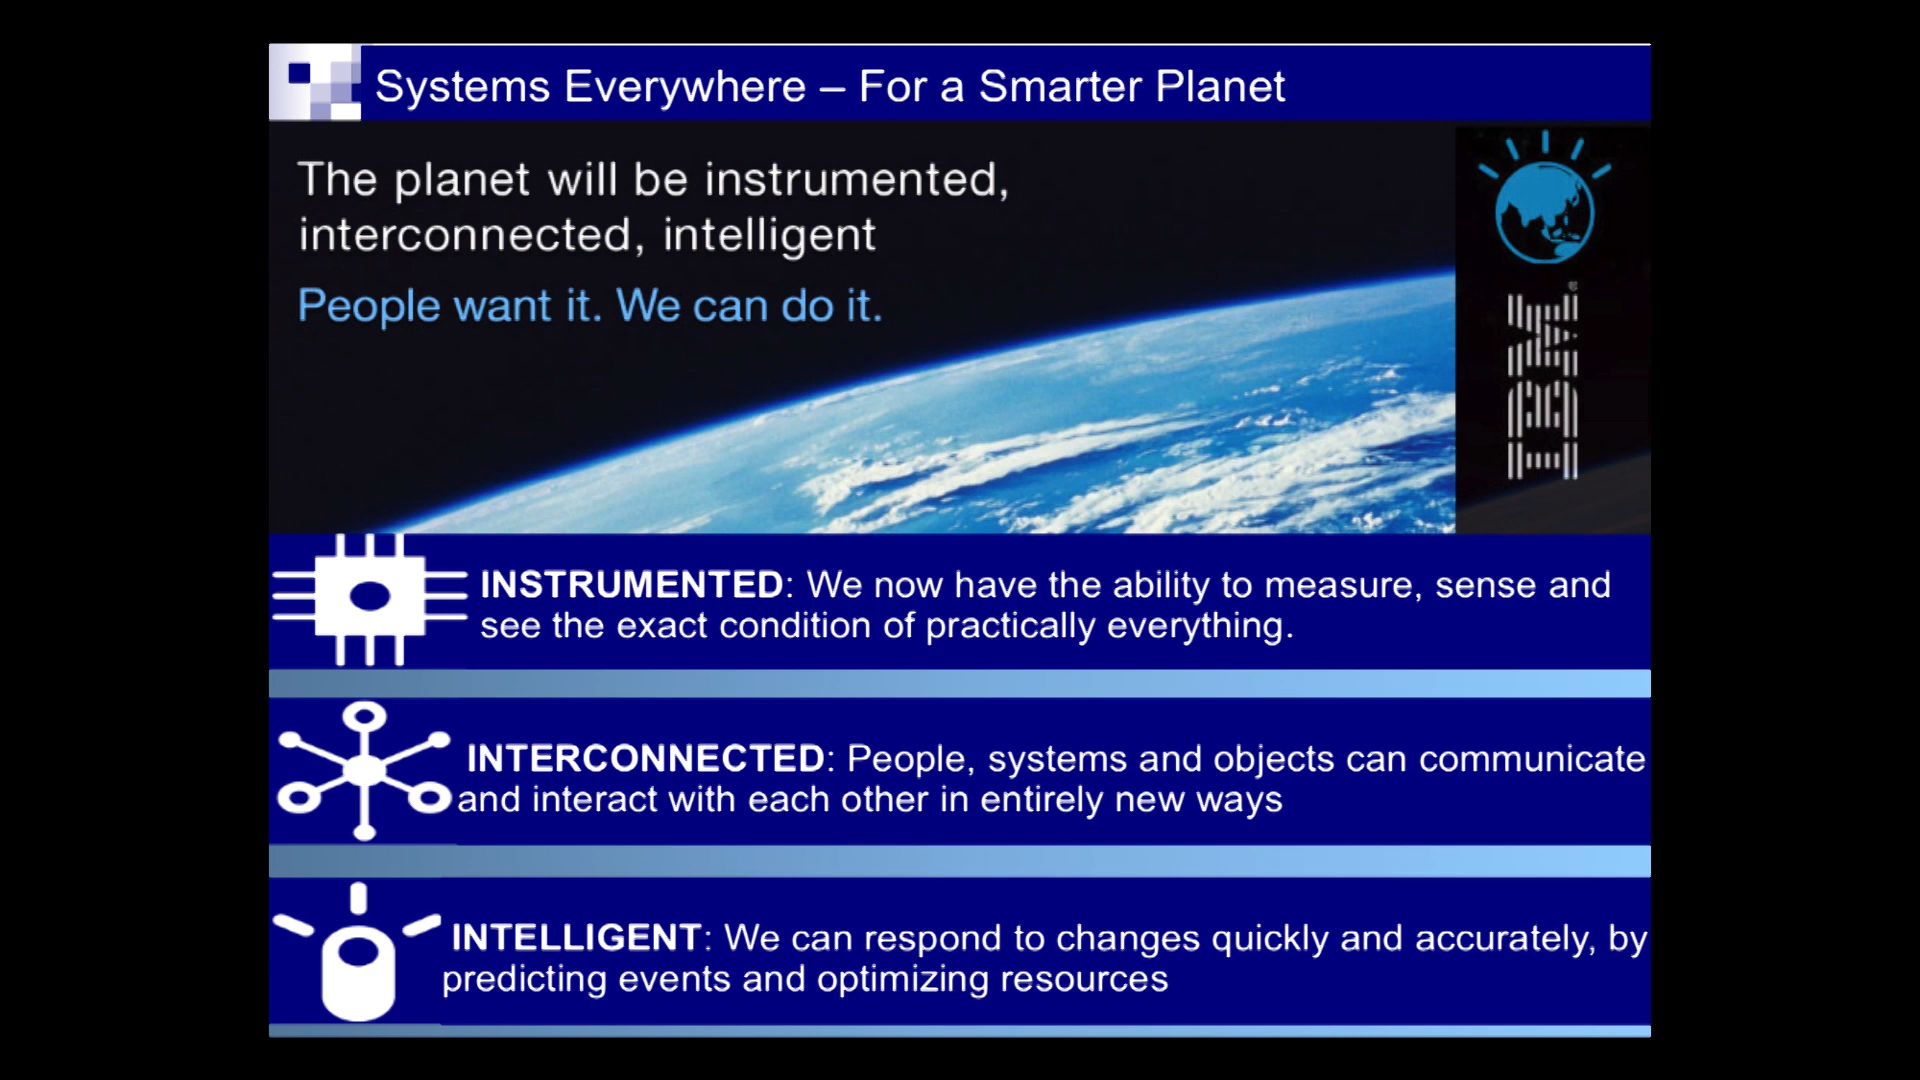 Systems Everywhere – For a Smarter Planet
The planet will be instrumented,
interconnected, intelligent
People want it. We can do it.
IBM®
INSTRUMENTED: We now have the ability to measure, sense and
see the exact condition of practically everything.
INTERCONNECTED: People, systems and objects can communicate
and interact with each other in entirely new ways
INTELLIGENT: We can respond to changes quickly and accurately, by
predicting events and optimizing resources